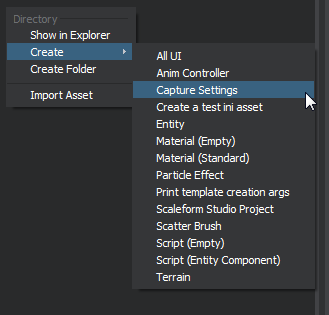 Directory
Show in Explorer
Create
Create Folder
Import Asset
All UI
Anim Controller
Capture Settings
Create a test ini asset
Entity
Material (Empty)
Material (Standard)
Particle Effect
Print template creation args
Scaleform Studio Project
Scatter Brush
Script (Empty)
Script (Entity Component)
Terrain